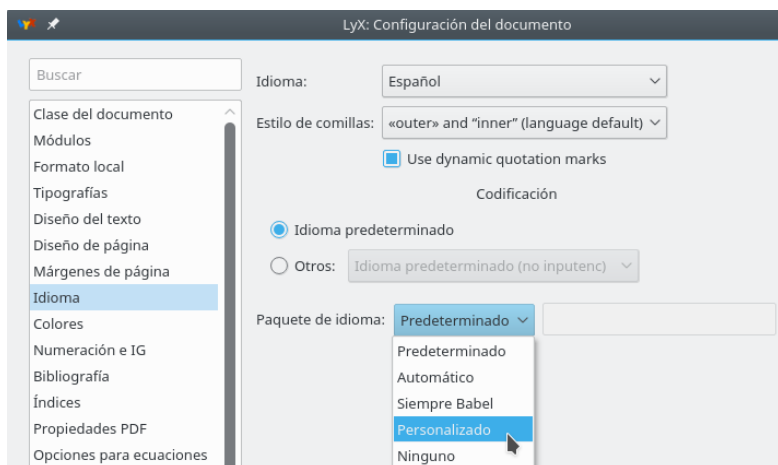 LyX: Configuración del documento
Buscar
Clase del documento
Módulos
Formato local
Tipografías
Diseño del texto
Diseño de página
Márgenes de página
Idioma
Colores
Numeración e IG
Bibliografía
Índices
Propiedades PDF
Opciones para ecuaciones
Idioma: Español
Estilo de comillas: «outer» and “inner” (language default)
Use dynamic quotation marks
Codificación
Idioma predeterminado
Otros: Idioma predeterminado (no inputenc)
Paquete de idioma: Predeterminado
Predeterminado
Automático
Siempre Babel
Personalizado
Ninguno